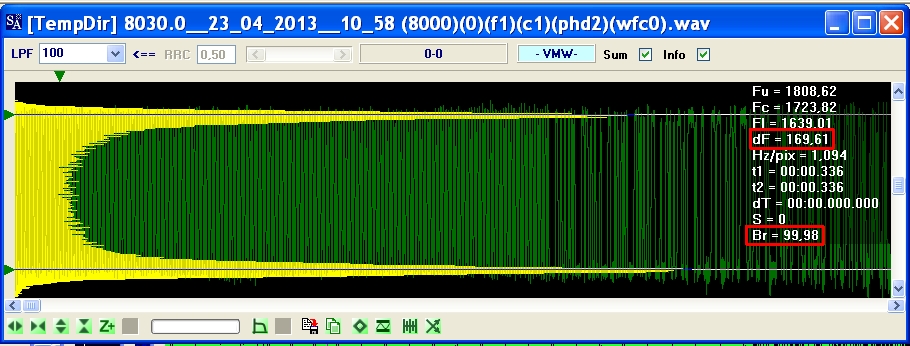 [TempDir] 8030.0__23_04_2013__10_58 (8000)(0)(f1)(c1)(phd2)(wfc0).wav
LPF 100 <== RRC 0,50 0-0 - VMW- Sum Info
Fu = 1808,62
Fc = 1723,82
Fl = 1639,01
dF = 169,61
Hz/pix = 1,094
t1 = 00:00.336
t2 = 00:00.336
dT = 00:00.000.000
S = 0
Br = 99,98
Z+